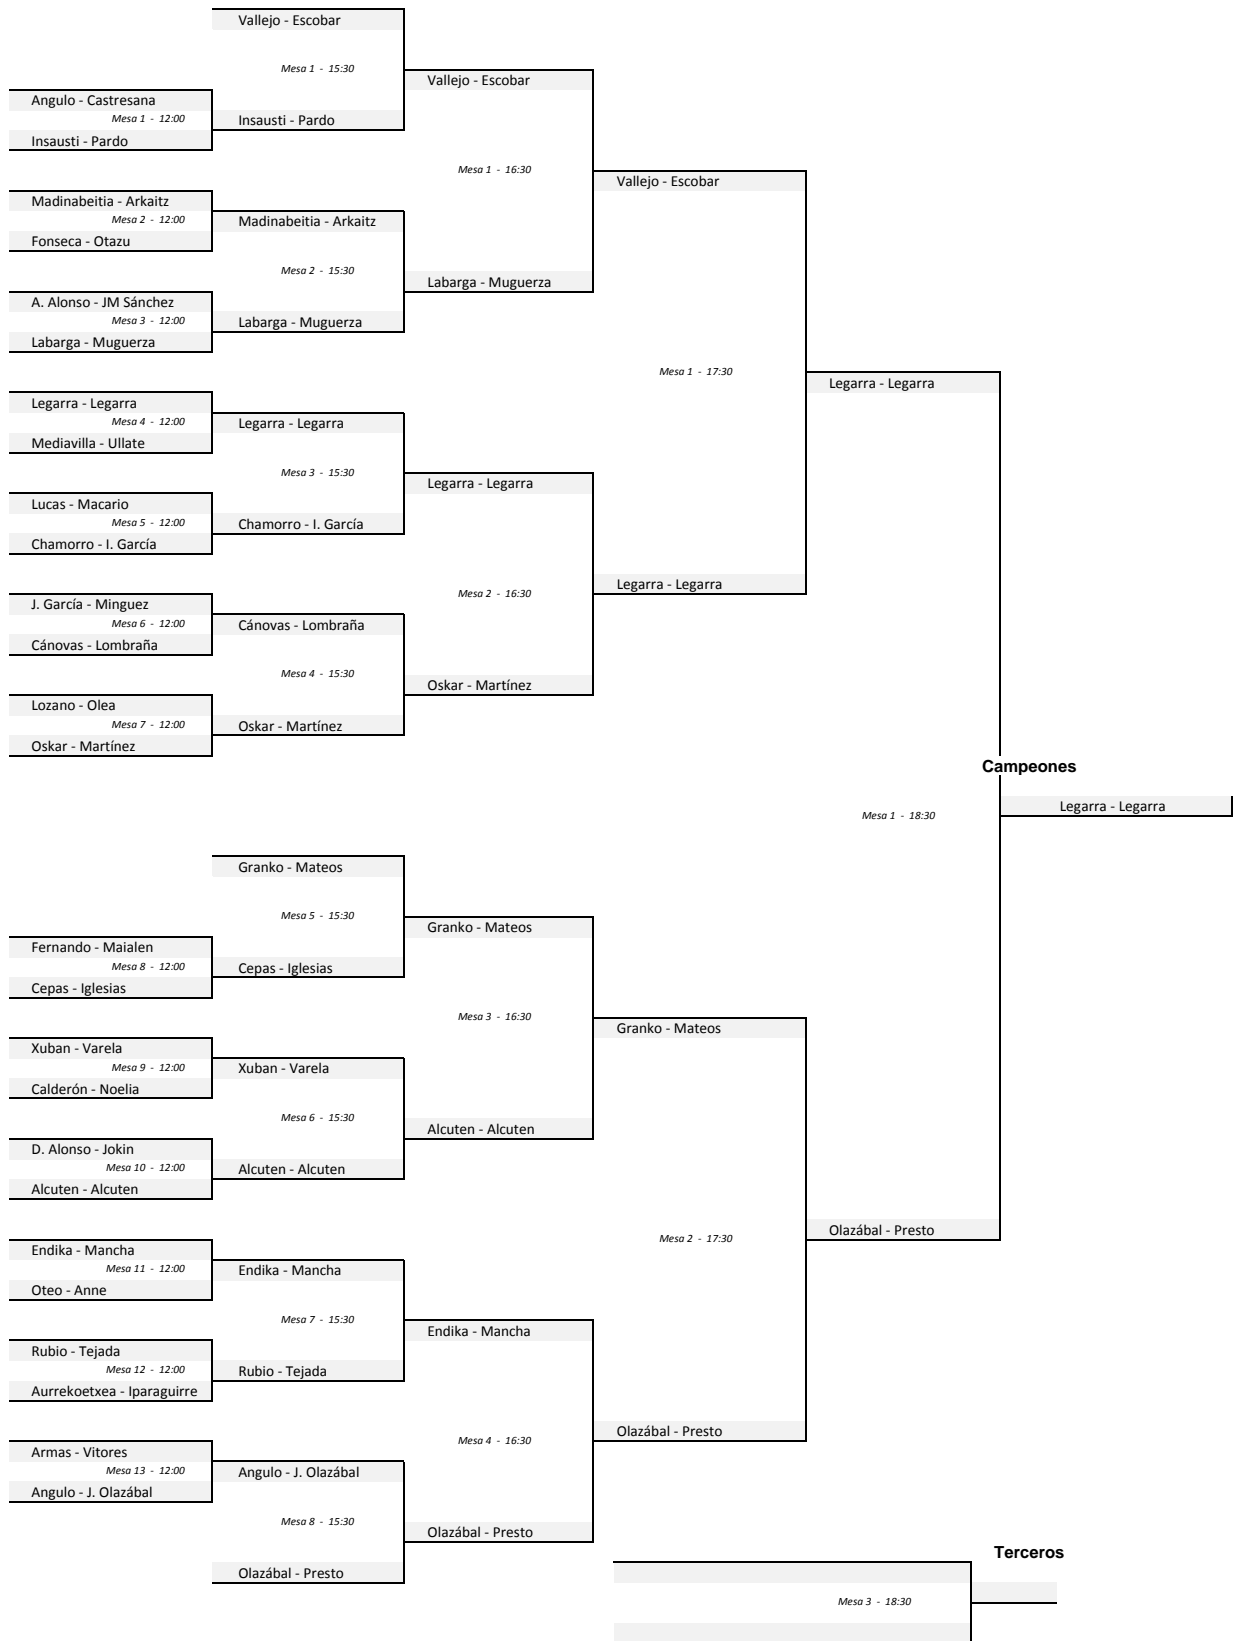 Vallejo - Escobar
Mesa 1 - 15:30
Vallejo - Escobar
Angulo - Castresana
Mesa 1 - 12:00
Insausti - Pardo
Insausti - Pardo
Mesa 1 - 16:30
Vallejo - Escobar
Madinabeitia - Arkaitz
Mesa 2 - 12:00
Madinabeitia - Arkaitz
Fonseca - Otazu
Mesa 2 - 15:30
Labarga - Muguerza
A. Alonso - JM Sánchez
Mesa 3 - 12:00
Labarga - Muguerza
Labarga - Muguerza
Mesa 1 - 17:30
Legarra - Legarra
Legarra - Legarra
Mesa 4 - 12:00
Legarra - Legarra
Mediavilla - Ullate
Mesa 3 - 15:30
Legarra - Legarra
Lucas - Macario
Mesa 5 - 12:00
Chamorro - I. García
Chamorro - I. García
Legarra - Legarra
Mesa 2 - 16:30
J. García - Minguez
Mesa 6 - 12:00
Cánovas - Lombraña
Cánovas - Lombraña
Mesa 4 - 15:30
Oskar - Martínez
Lozano - Olea
Mesa 7 - 12:00
Oskar - Martínez
Oskar - Martínez
Campeones
Legarra - Legarra
Mesa 1 - 18:30
Granko - Mateos
Mesa 5 - 15:30
Granko - Mateos
Fernando - Maialen
Mesa 8 - 12:00
Cepas - Iglesias
Cepas - Iglesias
Mesa 3 - 16:30
Granko - Mateos
Xuban - Varela
Mesa 9 - 12:00
Xuban - Varela
Calderón - Noelia
Mesa 6 - 15:30
Alcuten - Alcuten
D. Alonso - Jokin
Mesa 10 - 12:00
Alcuten - Alcuten
Alcuten - Alcuten
Olazábal - Presto
Mesa 2 - 17:30
Endika - Mancha
Mesa 11 - 12:00
Endika - Mancha
Oteo - Anne
Mesa 7 - 15:30
Endika - Mancha
Rubio - Tejada
Mesa 12 - 12:00
Rubio - Tejada
Aurrekoetxea - Iparaguirre
Olazábal - Presto
Mesa 4 - 16:30
Armas - Vitores
Mesa 13 - 12:00
Angulo - J. Olazábal
Angulo - J. Olazábal
Mesa 8 - 15:30
Olazábal - Presto
Olazábal - Presto
Terceros
Mesa 3 - 18:30